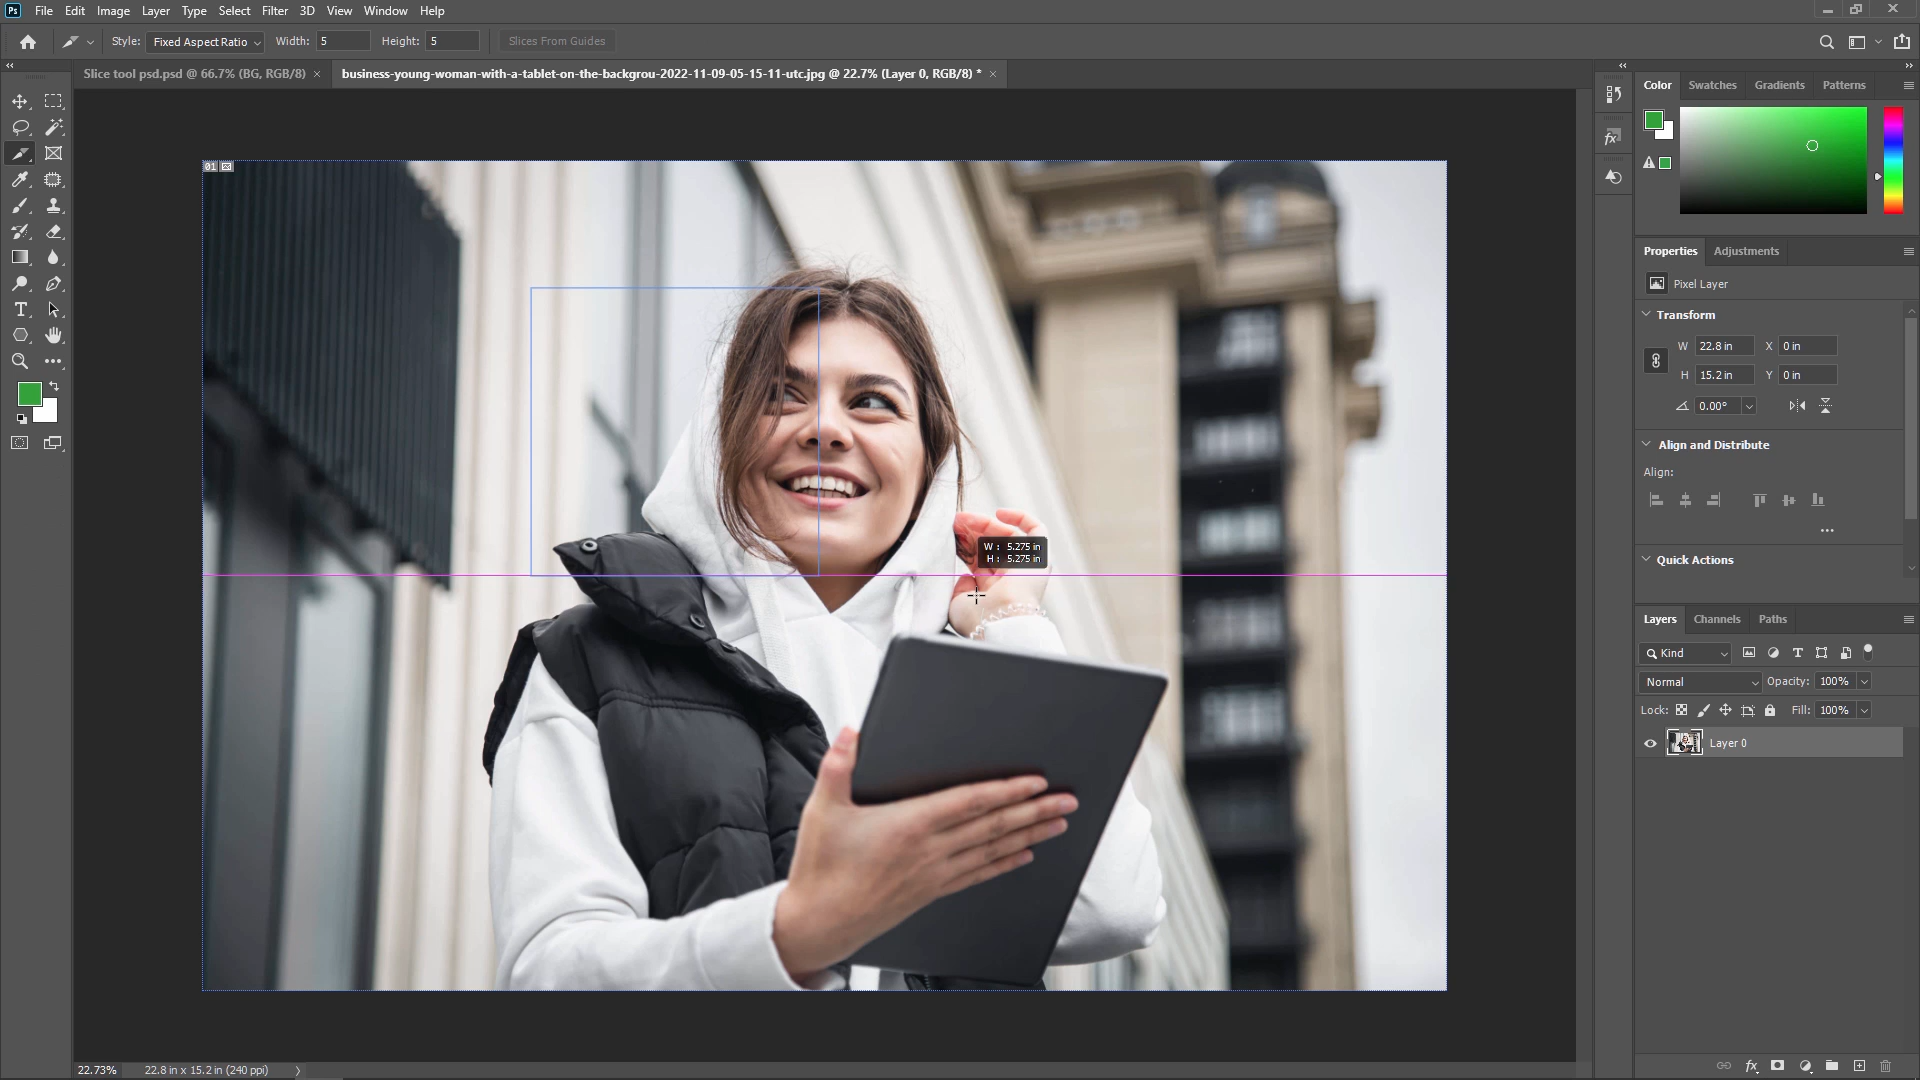 Ps File Edit Image Layer Type Select Filter 3D View Window Help
Style: Fixed Aspect Ratio Width: 5 Height: 5 Slices From Guides
Slice tool psd.psd @ 66.7% (BG, RGB/8) × business-young-woman-with-a-tablet-on-the-backgrou-2022-11-09-05-15-11-utc.jpg @ 22.7% (Layer 0, RGB/8) * ×
Color Swatches Gradients Patterns
01
Properties Adjustments
Pixel Layer
Transform
W 22.8 in X 0 in
H 15.2 in Y 0 in
0.00°
Align and Distribute
Align:
W : 5.275 in
H : 5.275 in
Quick Actions
Layers Channels Paths
Kind
Normal Opacity: 100%
Lock: Fill: 100%
Layer 0
22.73% 22.8 in x 15.2 in (240 ppi)